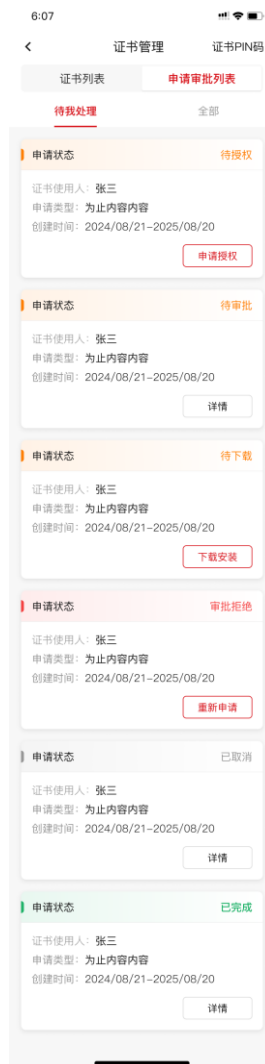 6:07
证书管理 证书PIN码
证书列表 申请审批列表
待我处理 全部
申请状态 待授权
证书使用人：张三
申请类型：为止内容内容
创建时间：2024/08/21-2025/08/20
申请授权
申请状态 待审批
证书使用人：张三
申请类型：为止内容内容
创建时间：2024/08/21-2025/08/20
详情
申请状态 待下载
证书使用人：张三
申请类型：为止内容内容
创建时间：2024/08/21-2025/08/20
下载安装
申请状态 审批拒绝
证书使用人：张三
申请类型：为止内容内容
创建时间：2024/08/21-2025/08/20
重新申请
申请状态 已取消
证书使用人：张三
申请类型：为止内容内容
创建时间：2024/08/21-2025/08/20
详情
申请状态 已完成
证书使用人：张三
申请类型：为止内容内容
创建时间：2024/08/21-2025/08/20
详情